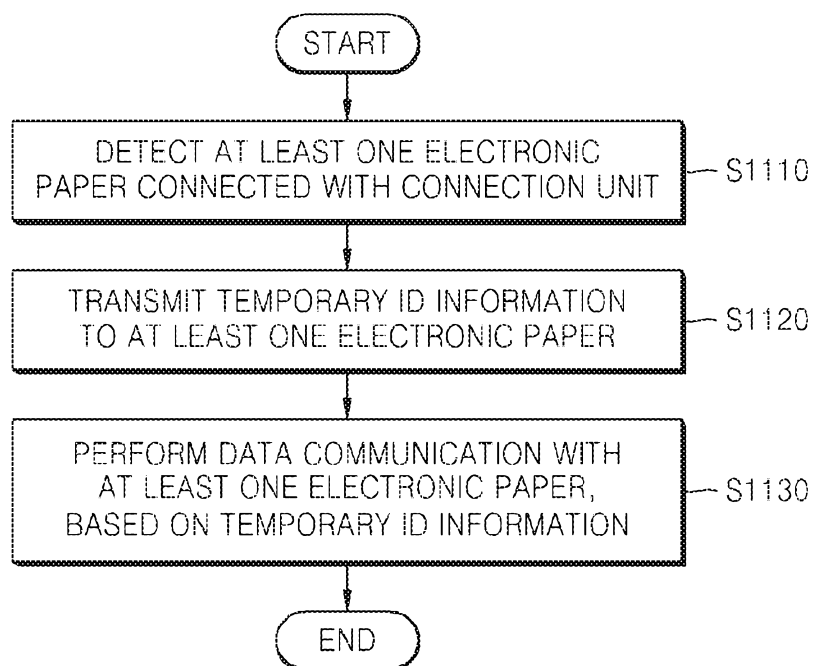 START
DETECT AT LEAST ONE ELECTRONIC
PAPER CONNECTED WITH CONNECTION UNIT
S1110
TRANSMIT TEMPORARY ID INFORMATION
TO AT LEAST ONE ELECTRONIC PAPER
S1120
PERFORM DATA COMMUNICATION WITH
AT LEAST ONE ELECTRONIC PAPER,
BASED ON TEMPORARY ID INFORMATION
S1130
END